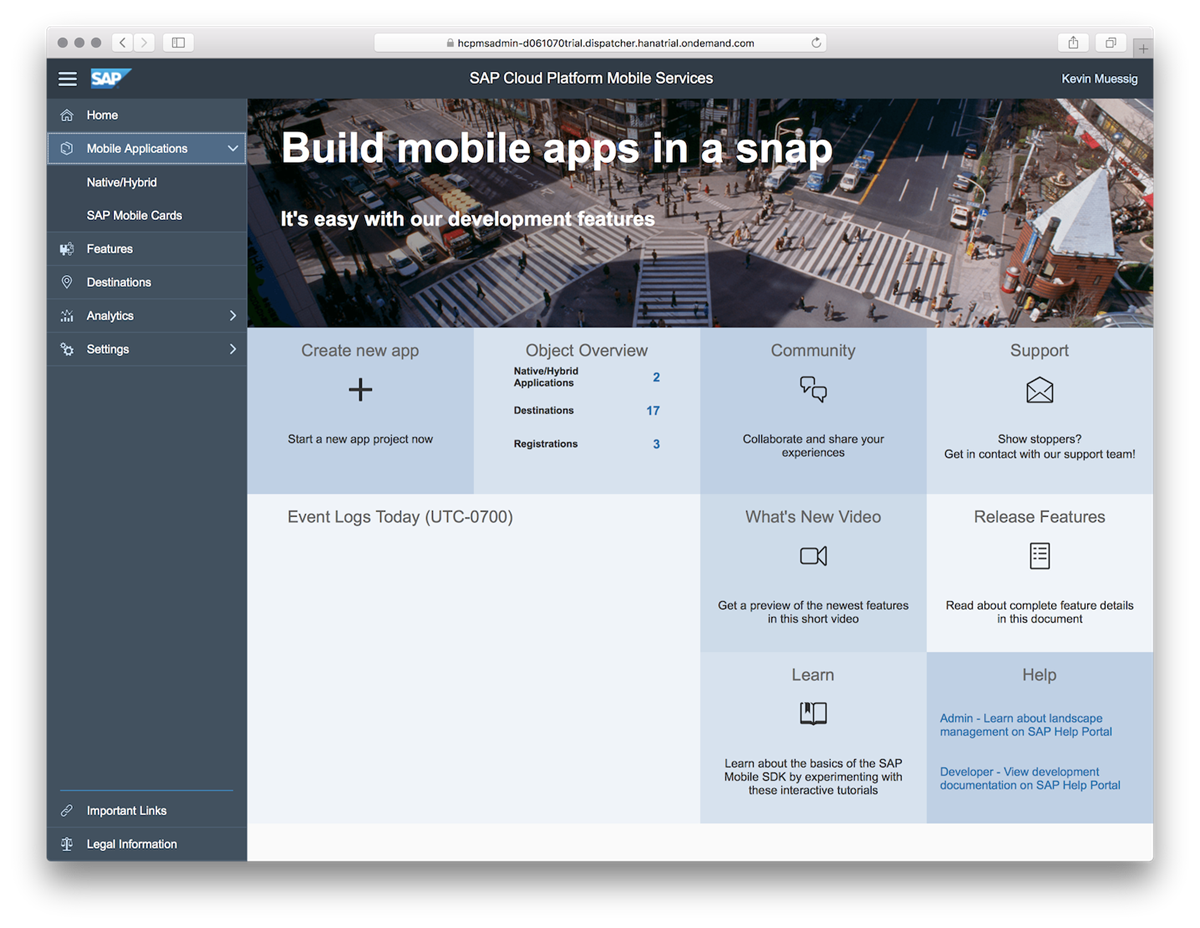 hcpmsadmin-d061070trial.dispatcher.hanatrial.ondemand.com
SAP
SAP Cloud Platform Mobile Services
Kevin Muessig
Home
Mobile Applications
Native/Hybrid
SAP Mobile Cards
Features
Destinations
Analytics
Settings
Important Links
Legal Information
Build mobile apps in a snap
It's easy with our development features
Create new app
Start a new app project now
Object Overview
Native/Hybrid
Applications 2
Destinations 17
Registrations 3
Community
Collaborate and share your
experiences
Support
Show stoppers?
Get in contact with our support team!
Event Logs Today (UTC-0700)
What's New Video
Get a preview of the newest features
in this short video
Release Features
Read about complete feature details
in this document
Learn
Learn about the basics of the SAP
Mobile SDK by experimenting with
these interactive tutorials
Help
Admin - Learn about landscape
management on SAP Help Portal
Developer - View development
documentation on SAP Help Portal